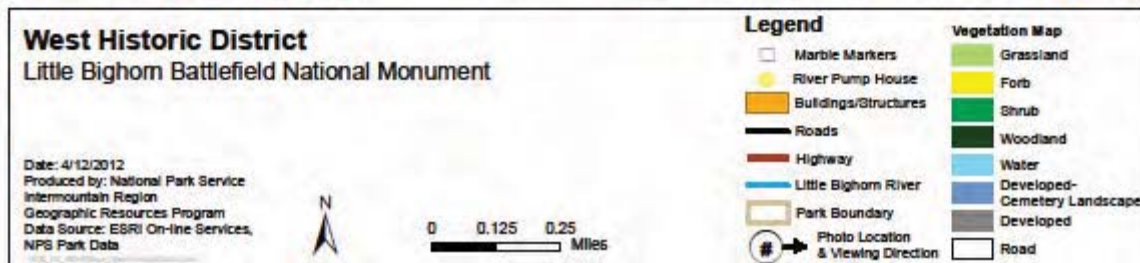 West Historic District
Little Bighorn Battlefield National Monument
Date: 4/12/2012
Produced by: National Park Service
Intermountain Region
Geographic Resources Program
Data Source: ESRI On-line Services,
NPS Park Data
N
0 0.125 0.25
Miles
Legend
Marble Markers
River Pump House
Buildings/Structures
Roads
Highway
Little Bighorn River
Park Boundary
# Photo Location
& Viewing Direction
Vegetation Map
Grassland
Forb
Shrub
Woodland
Water
Developed-
Cemetery Landscape
Developed
Road